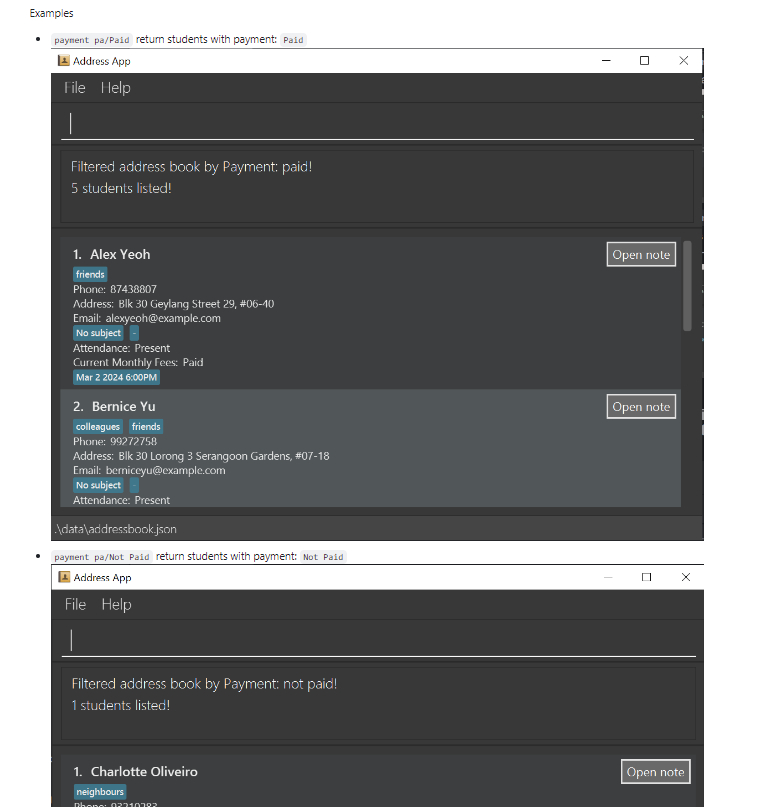 Examples
payment pa/Paid return students with payment: Paid
Address App
File Help
Filtered address book by Payment: paid!
5 students listed!
1. Alex Yeoh
Open note
friends
Phone: 87438807
Address: Blk 30 Geylang Street 29, #06-40
Email: alexyeoh@example.com
No subject -
Attendance: Present
Current Monthly Fees: Paid
Mar 2 2024 6:00PM
2. Bernice Yu
Open note
colleagues friends
Phone: 99272758
Address: Blk 30 Lorong 3 Serangoon Gardens, #07-18
Email: berniceyu@example.com
No subject -
Attendance: Present
.\data\addressbook.json
payment pa/Not Paid return students with payment: Not Paid
Address App
File Help
Filtered address book by Payment: not paid!
1 students listed!
1. Charlotte Oliveiro
Open note
neighbours
Phone: 93210283